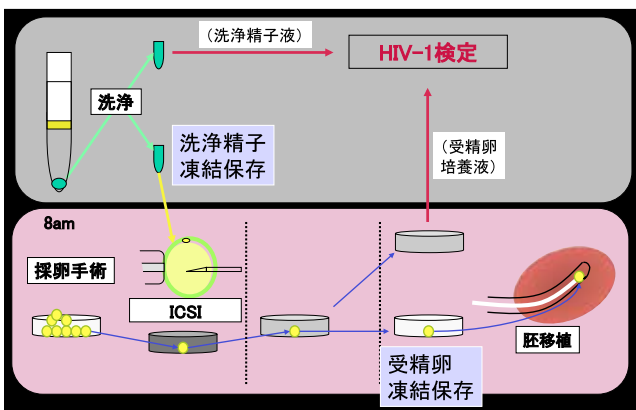 （洗浄精子液）
HIV-1検定
洗浄
洗浄精子
凍結保存
（受精卵
培養液）
8am
採卵手術
ICSI
胚移植
受精卵
凍結保存